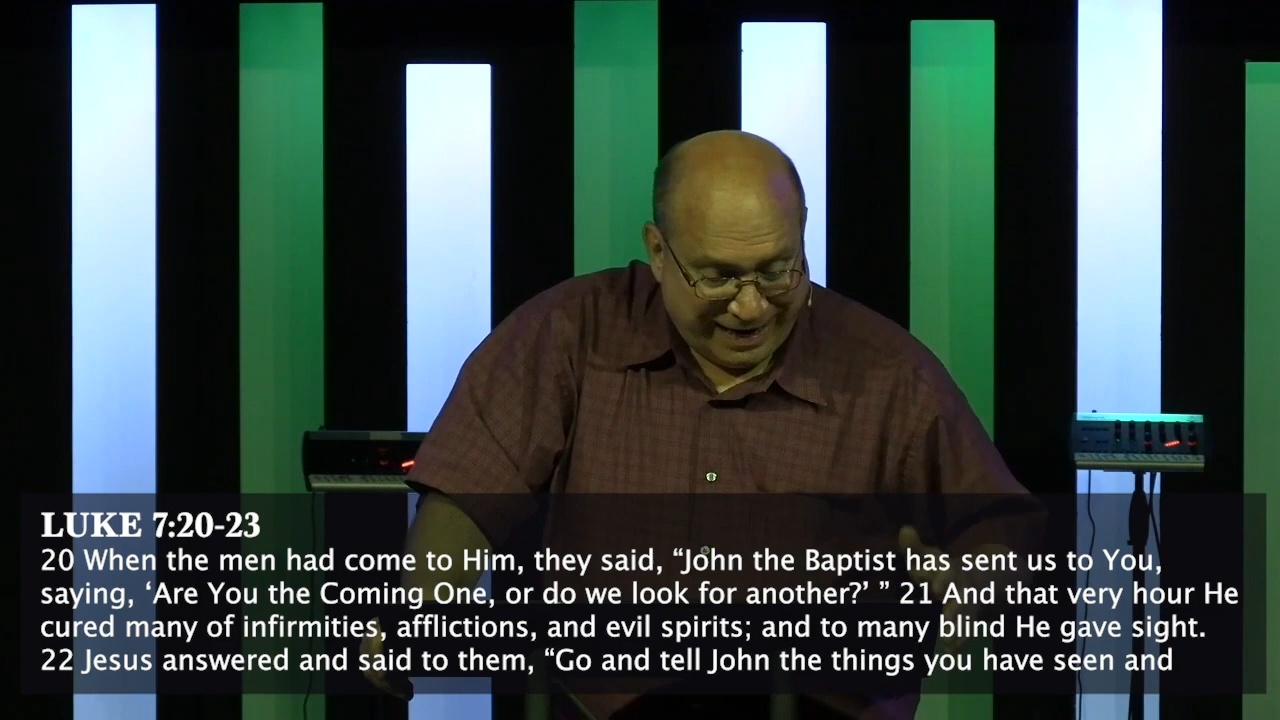 LUKE 7:20-23
20 When the men had come to Him, they said, “John the Baptist has sent us to You,
saying, ‘Are You the Coming One, or do we look for another?’ ” 21 And that very hour He
cured many of infirmities, afflictions, and evil spirits; and to many blind He gave sight.
22 Jesus answered and said to them, “Go and tell John the things you have seen and